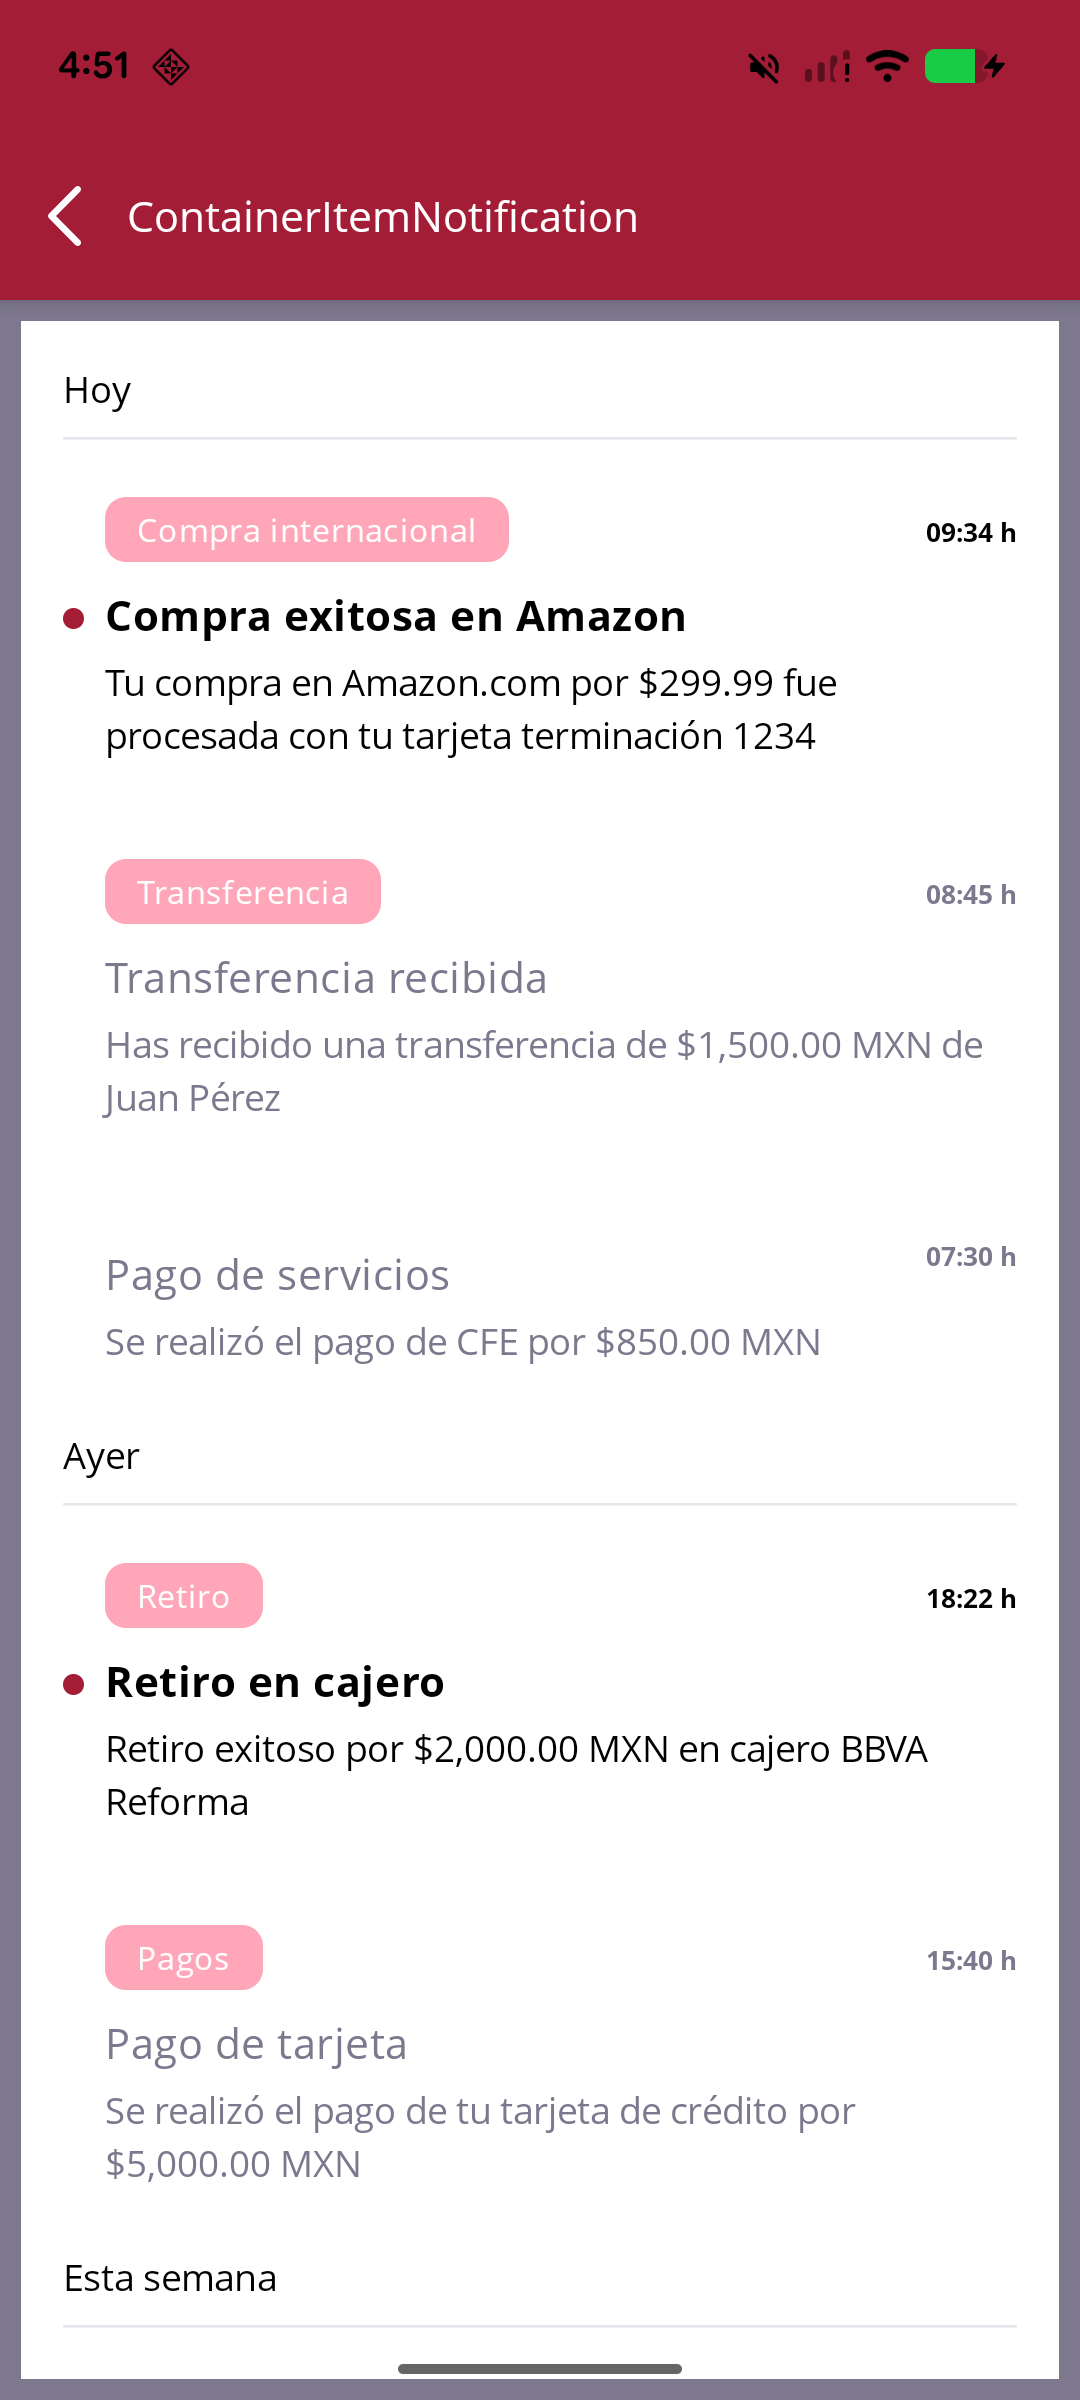 4:51
ContainerItemNotification
Hoy
Compra internacional
09:34 h
Compra exitosa en Amazon
Tu compra en Amazon.com por $299.99 fue
procesada con tu tarjeta terminación 1234
Transferencia
08:45 h
Transferencia recibida
Has recibido una transferencia de $1,500.00 MXN de
Juan Pérez
07:30 h
Pago de servicios
Se realizó el pago de CFE por $850.00 MXN
Ayer
Retiro
18:22 h
Retiro en cajero
Retiro exitoso por $2,000.00 MXN en cajero BBVA
Reforma
Pagos
15:40 h
Pago de tarjeta
Se realizó el pago de tu tarjeta de crédito por
$5,000.00 MXN
Esta semana